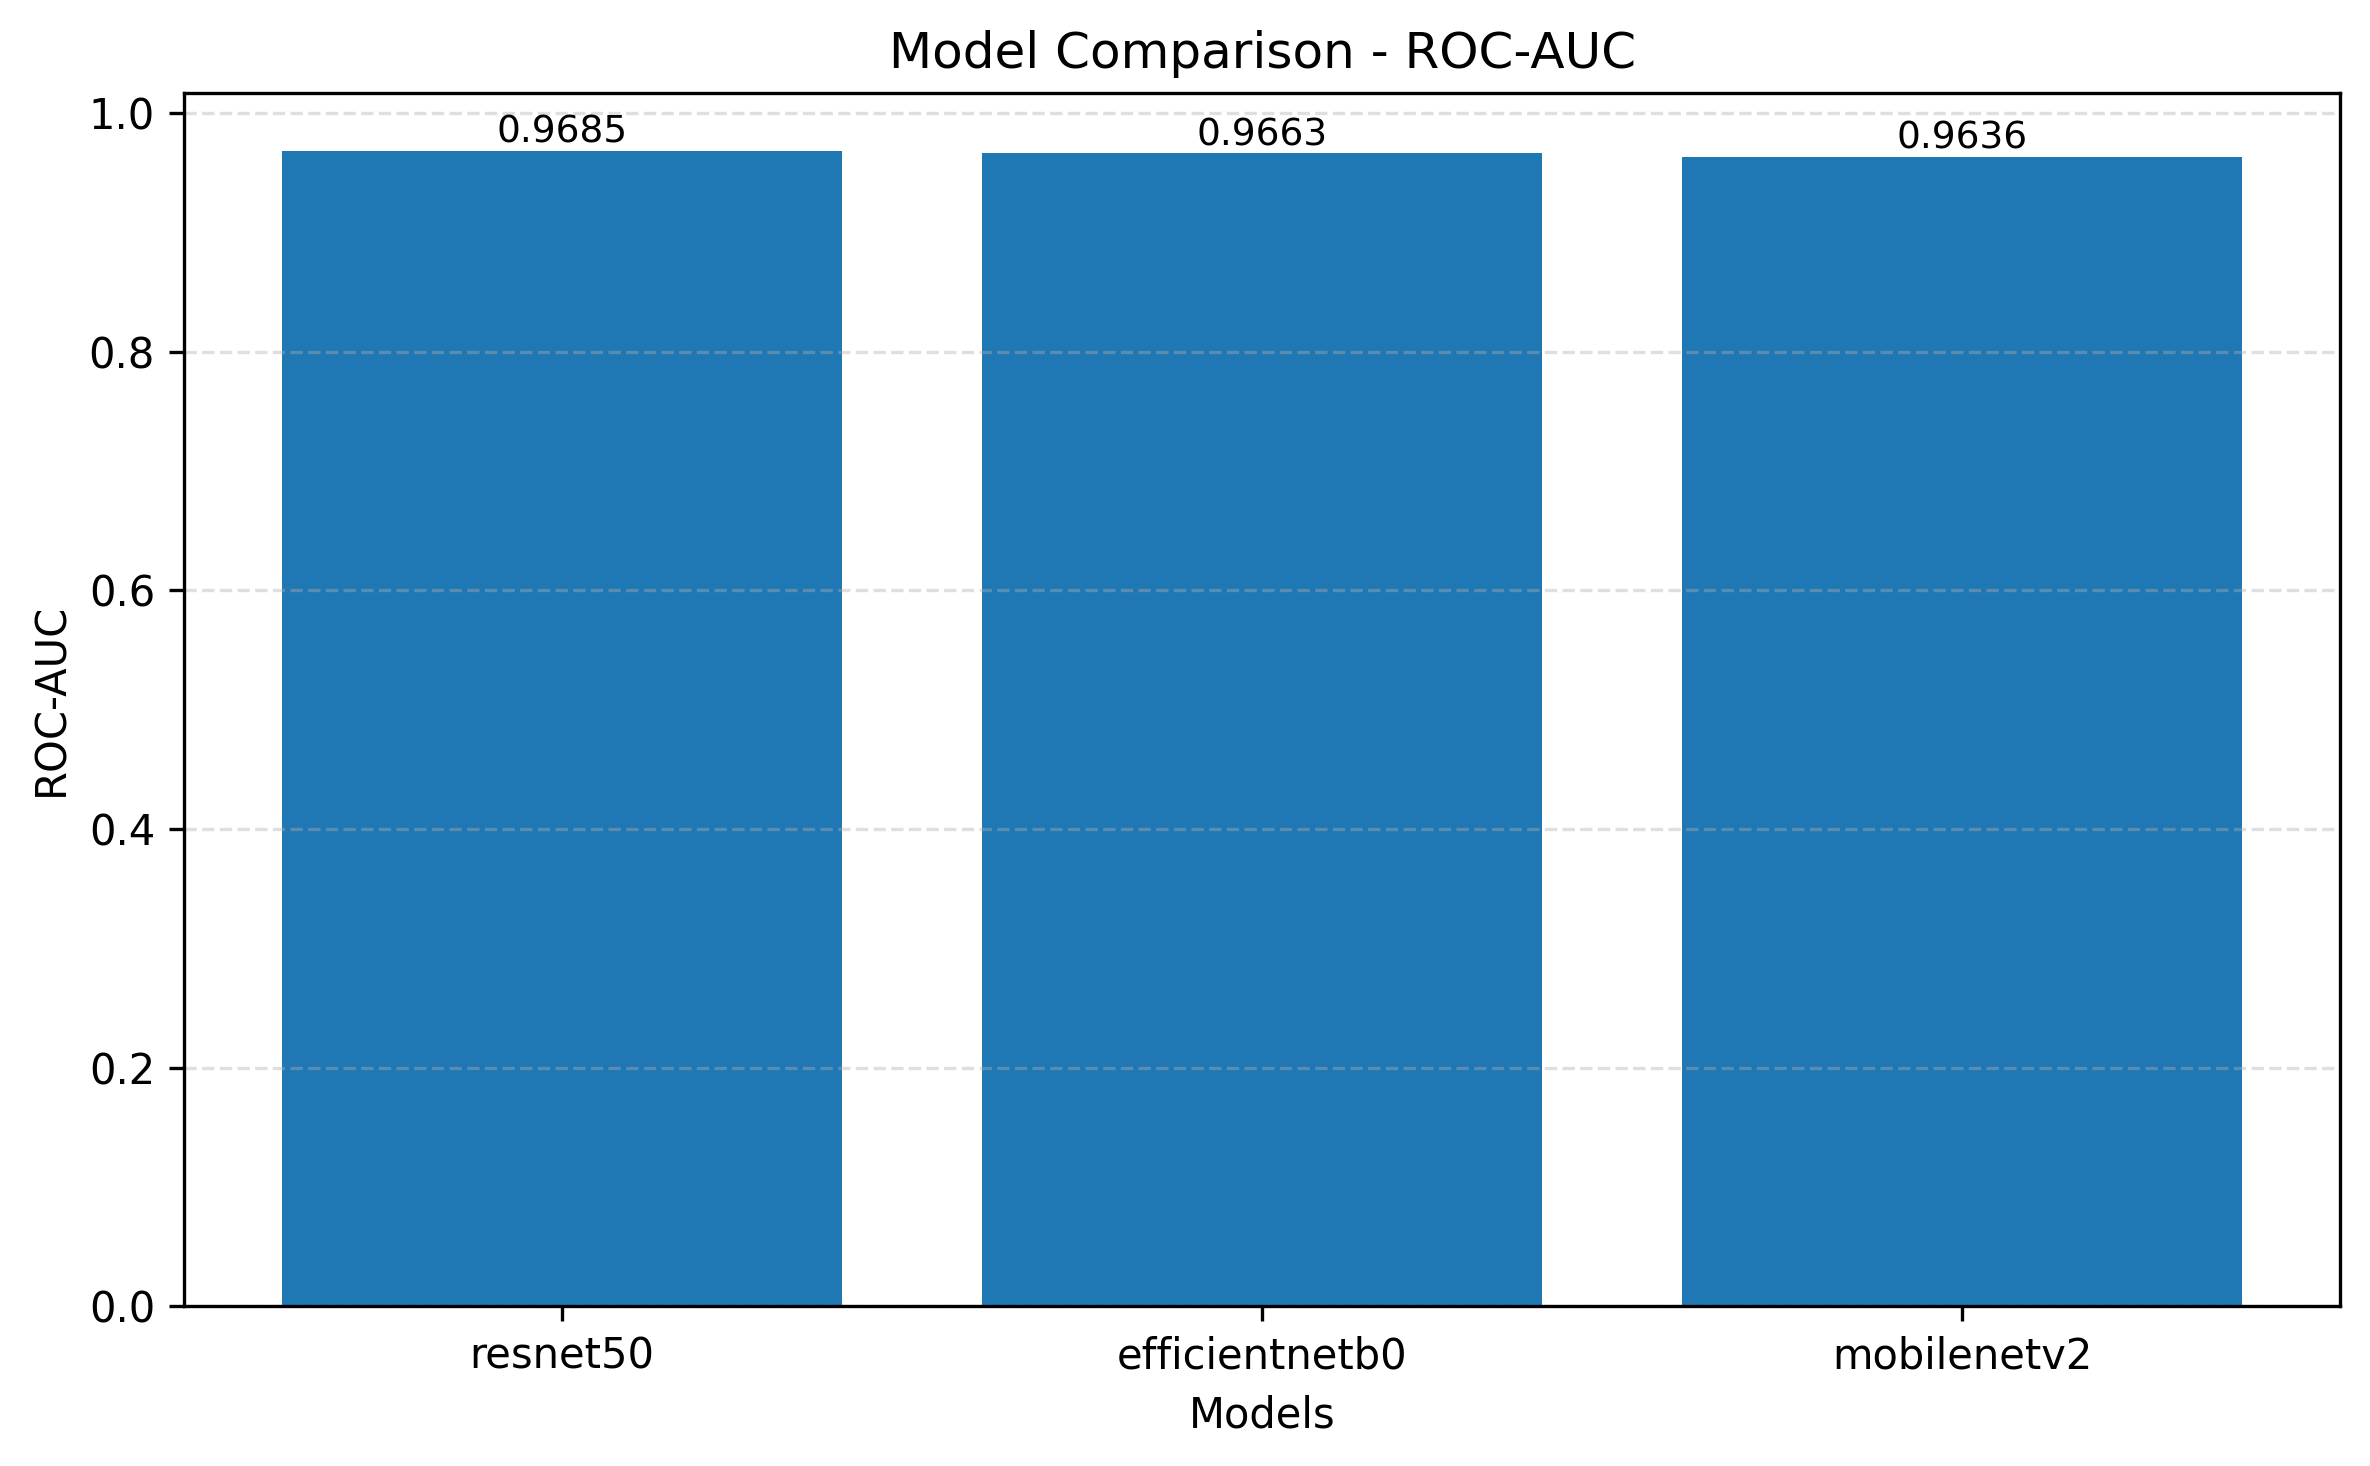 Model Comparison - ROC-AUC
1.0
0.9685
0.9663
0.9636
0.8
0.6
ROC-AUC
0.4
0.2
0.0
resnet50
efficientnetb0
mobilenetv2
Models